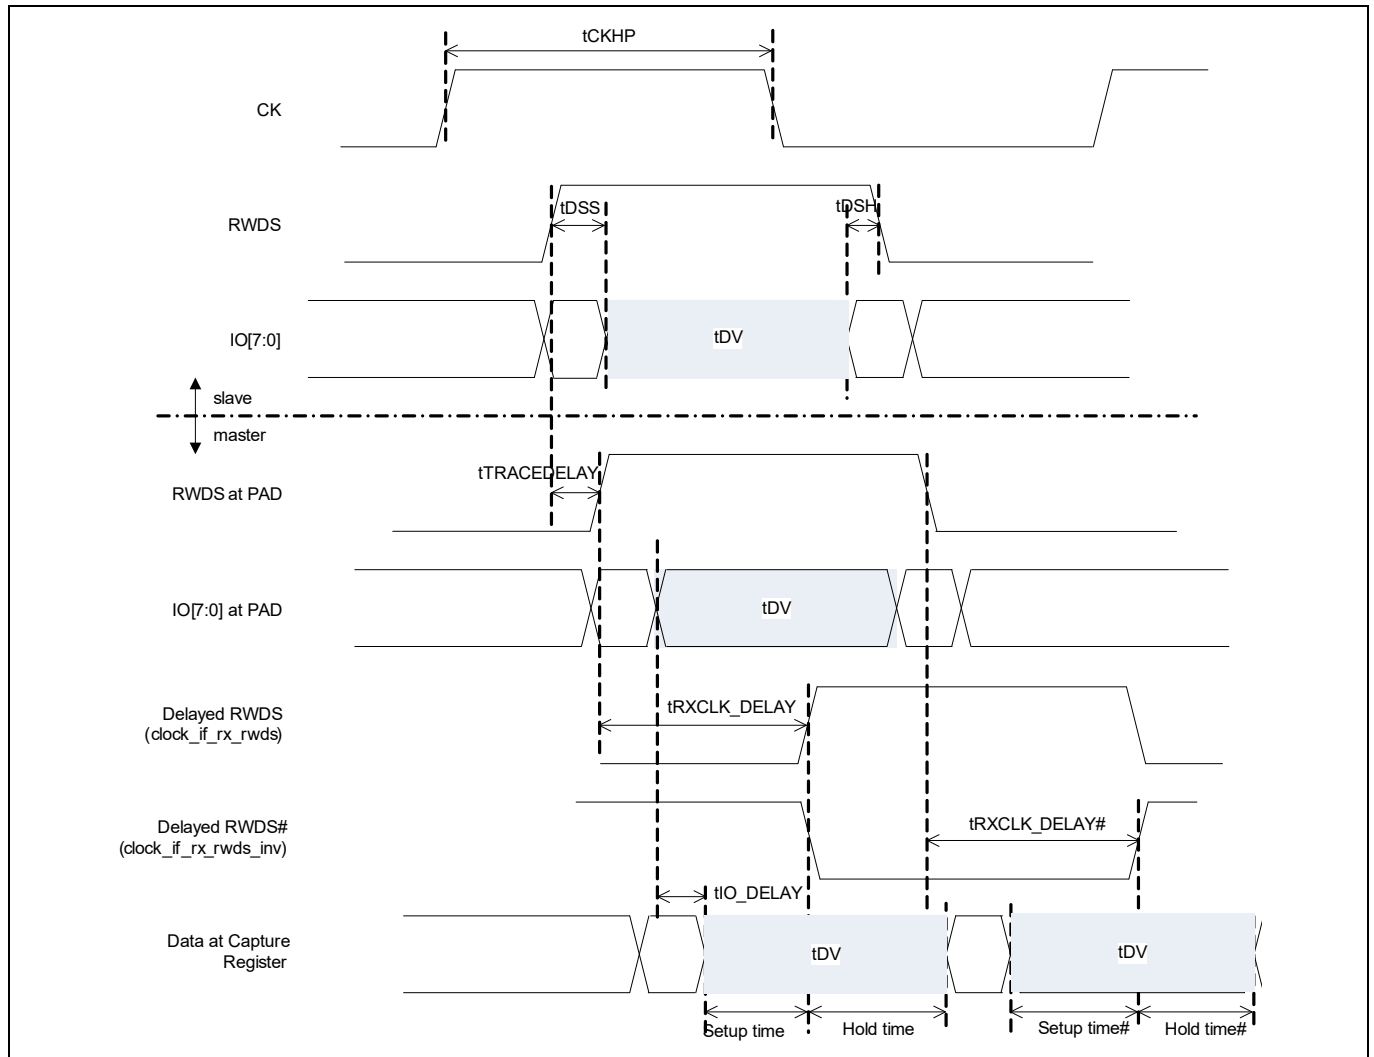 tCKHP
CK
tDSS
tDSH
RWDS
tDV
IO[7:0]
slave
master
tTRACEDELAY
RWDS at PAD
tDV
IO[7:0] at PAD
tRXCLK_DELAY
Delayed RWDS
(clock_if_rx_rwds)
tRXCLK_DELAY#
Delayed RWDS#
(clock_if_rx_rwds_inv)
tIO_DELAY
Data at Capture
Register
tDV
tDV
Setup time
Hold time
Setup time#
Hold time#